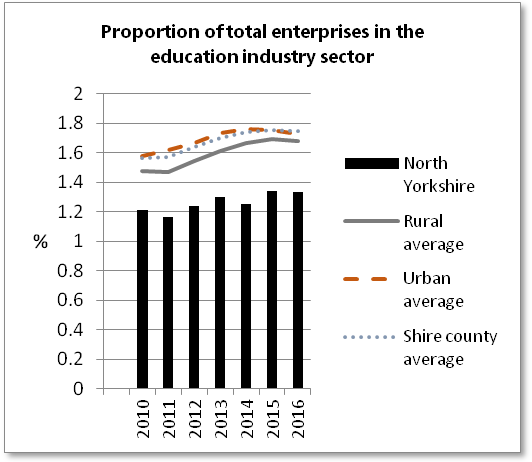 Proportion of total enterprises in the
education industry sector
2
1.8
1.6
1.4
1.2
1
0.8
0.6
0.4
0.2
0
%
2010
2011
2012
2013
2014
2015
2016
North
Yorkshire
Rural
average
Urban
average
Shire county
average